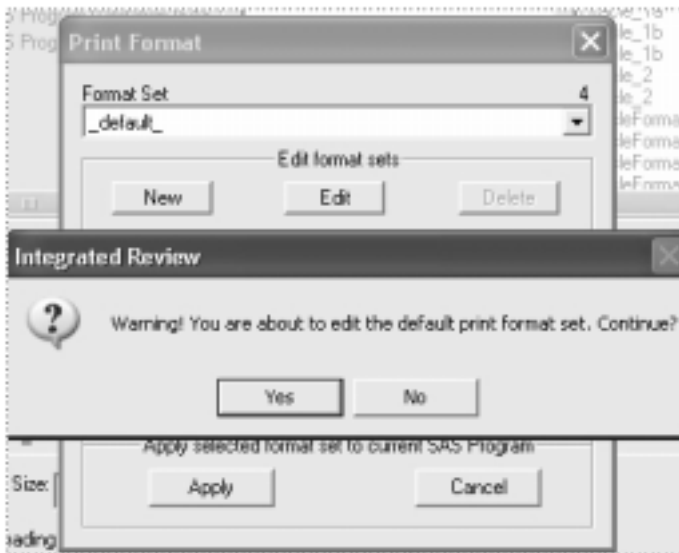 Print Format
Format Set 4
_default_
Edit format sets
New Edit Delete
Integrated Review
Warning! You are about to edit the default print format set. Continue?
Yes No
Apply selected format set to current SAS Program
Size:
Apply Cancel